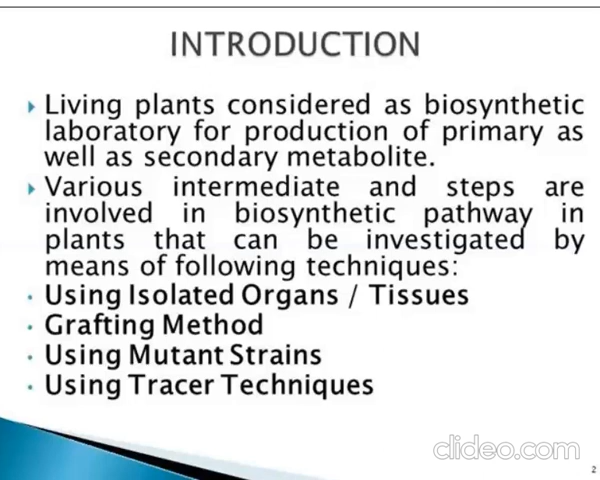 INTRODUCTION
Living plants considered as biosynthetic
laboratory for production of primary as
well as secondary metabolite.
Various intermediate and steps are
involved in biosynthetic pathway in
plants that can be investigated by
means of following techniques:
Using Isolated Organs / Tissues
Grafting Method
Using Mutant Strains
Using Tracer Techniques
clideo.com
2